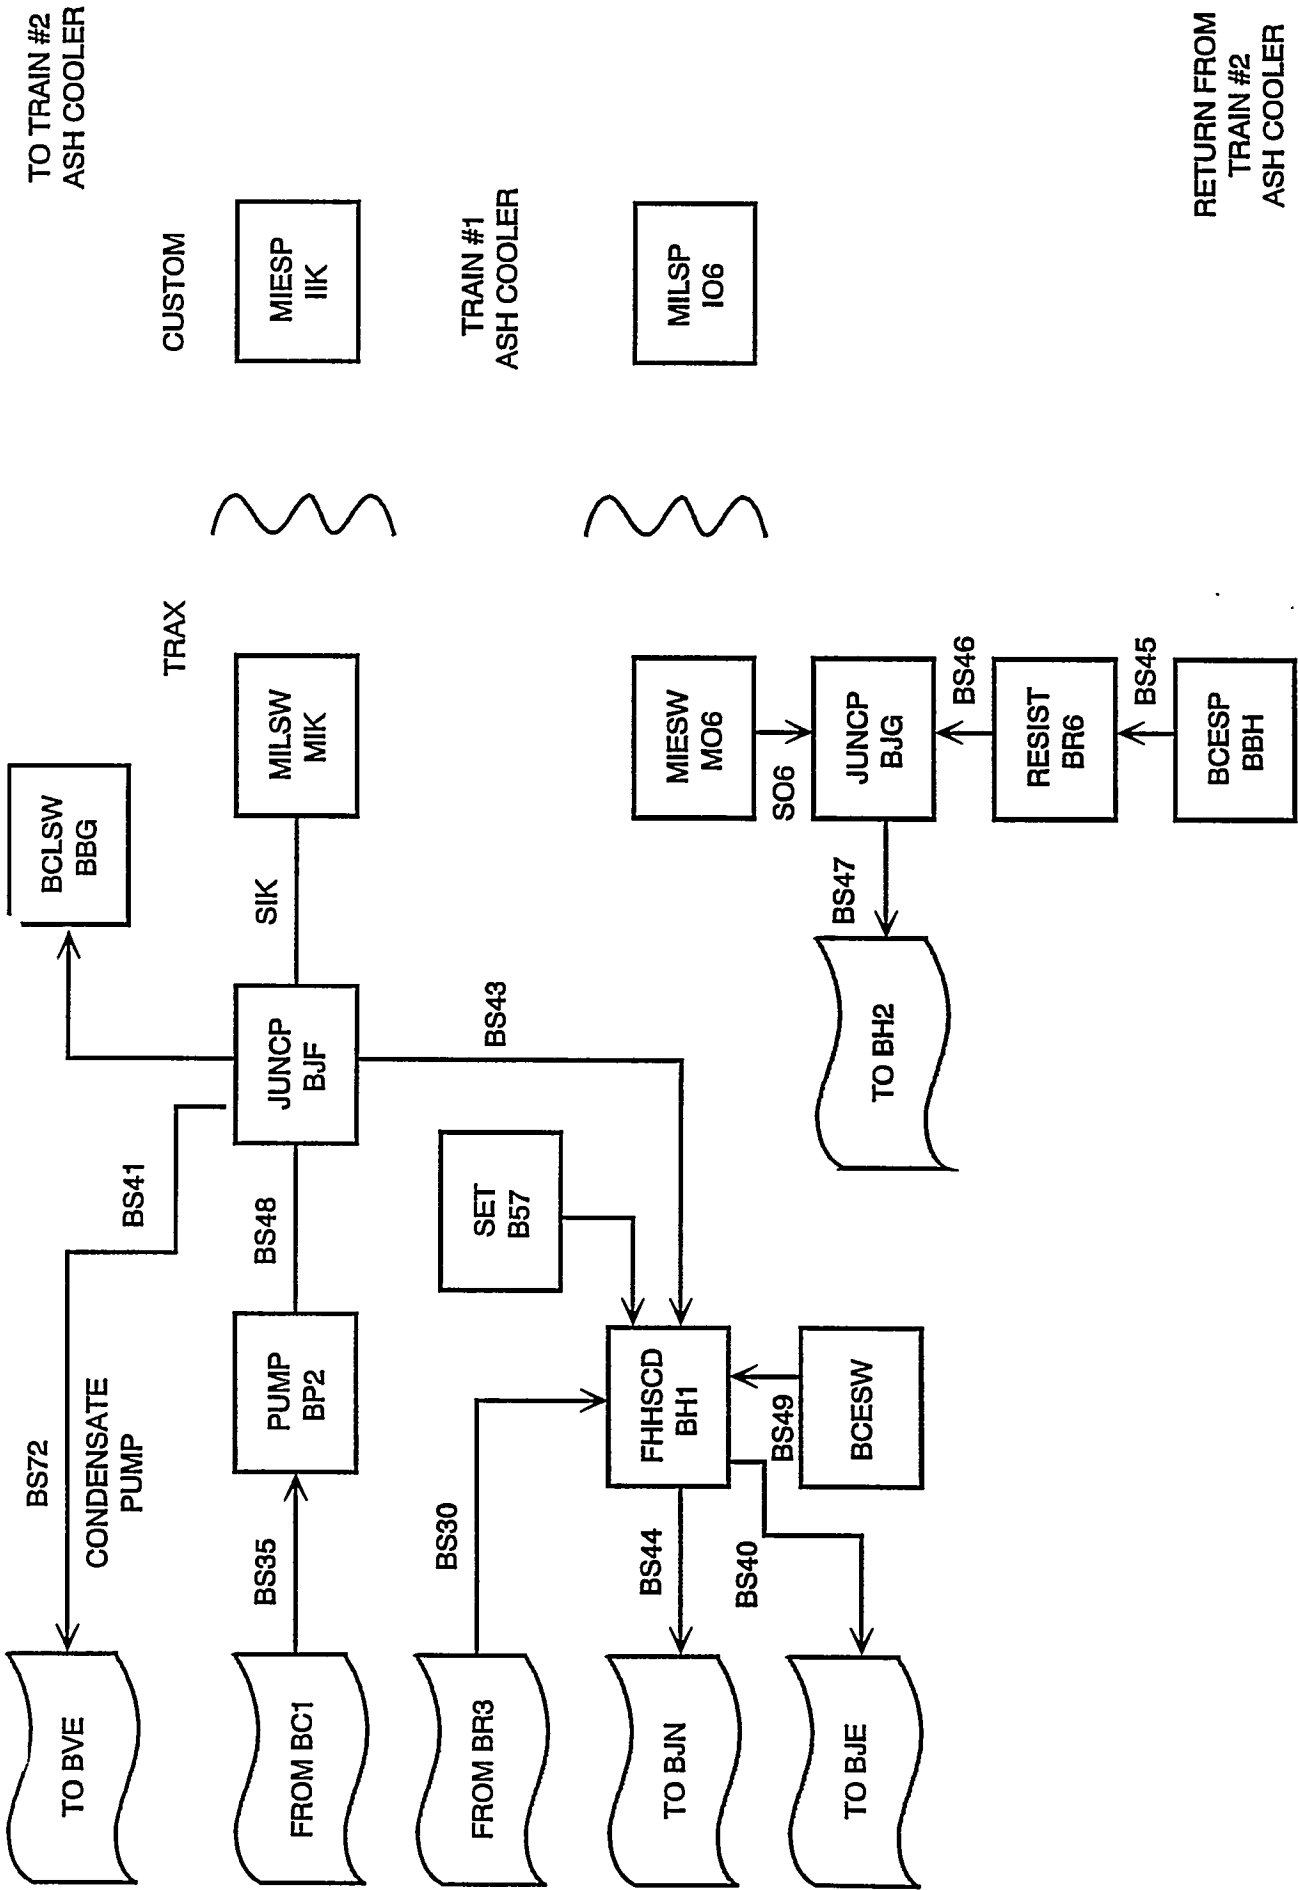 TO BVE
BS72
CONDENSATE
PUMP
BS41
BCLSW
BBG
TO TRAIN #2
ASH COOLER
TRAX
CUSTOM
FROM BC1
BS35
PUMP
BP2
BS48
JUNCP
BJF
SIK
MILSW
MIK
MIESP
IIK
FROM BR3
BS30
SET
B57
BS43
TRAIN #1
ASH COOLER
TO BJN
BS44
FHHSCD
BH1
MIESW
MO6
MILSP
IO6
TO BJE
BS40
BS49
BCESW
SO6
TO BH2
BS47
JUNCP
BJG
BS46
RESIST
BR6
BS45
BCESP
BBH
RETURN FROM
TRAIN #2
ASH COOLER